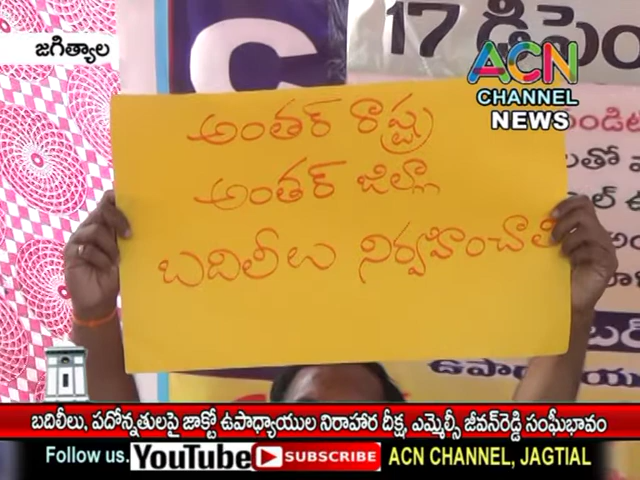 17 డిసెం
జగిత్యాల
ACN
CHANNEL
NEWS
అంతర్ రాష్ట్ర
అంతర్ జిల్లా
బదిలీలు నిర్వహించాలి
బదిలీలు, పదోన్నతులపై జాక్టో ఉపాధ్యాయుల నిరాహార దీక్ష, ఎమ్మెల్సీ జీవన్‌రెడ్డి సంఘీభావం
Follow us. YouTube SUBSCRIBE ACN CHANNEL, JAGTIAL